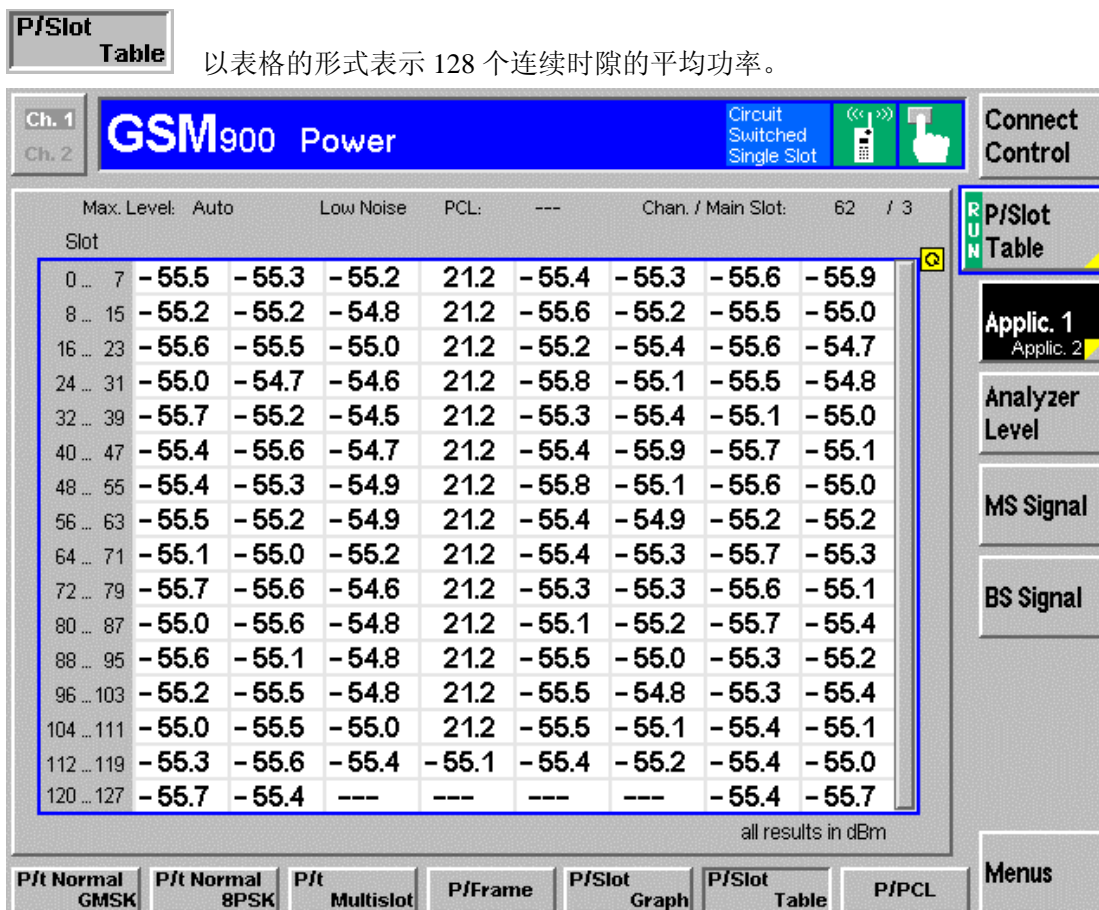 P/Slot
Table
以表格的形式表示 128 个连续时隙的平均功率。
Ch. 1
Ch. 2
GSM900 Power
Circuit
Switched
Single Slot
Connect
Control
Max. Level: Auto Low Noise PCL: --- Chan. / Main Slot: 62 / 3
Slot
0 ... 7 - 55.5 - 55.3 - 55.2 21.2 - 55.4 - 55.3 - 55.6 - 55.9
8 ... 15 - 55.2 - 55.2 - 54.8 21.2 - 55.6 - 55.2 - 55.5 - 55.0
16 ... 23 - 55.6 - 55.5 - 55.0 21.2 - 55.2 - 55.4 - 55.6 - 54.7
24 ... 31 - 55.0 - 54.7 - 54.6 21.2 - 55.8 - 55.1 - 55.5 - 54.8
32 ... 39 - 55.7 - 55.2 - 54.5 21.2 - 55.3 - 55.4 - 55.1 - 55.0
40 ... 47 - 55.4 - 55.6 - 54.7 21.2 - 55.4 - 55.9 - 55.7 - 55.1
48 ... 55 - 55.4 - 55.3 - 54.9 21.2 - 55.8 - 55.1 - 55.6 - 55.0
56 ... 63 - 55.5 - 55.2 - 54.9 21.2 - 55.4 - 54.9 - 55.2 - 55.2
64 ... 71 - 55.1 - 55.0 - 55.2 21.2 - 55.4 - 55.3 - 55.7 - 55.3
72 ... 79 - 55.7 - 55.6 - 54.6 21.2 - 55.3 - 55.3 - 55.6 - 55.1
80 ... 87 - 55.0 - 55.6 - 54.8 21.2 - 55.1 - 55.2 - 55.7 - 55.4
88 ... 95 - 55.6 - 55.1 - 54.8 21.2 - 55.5 - 55.0 - 55.3 - 55.2
96 ... 103 - 55.2 - 55.5 - 54.8 21.2 - 55.5 - 54.8 - 55.3 - 55.4
104 ... 111 - 55.0 - 55.5 - 55.0 21.2 - 55.5 - 55.1 - 55.4 - 55.1
112 ... 119 - 55.3 - 55.6 - 55.4 - 55.1 - 55.4 - 55.2 - 55.4 - 55.0
120 ... 127 - 55.7 - 55.4 --- --- --- --- - 55.4 - 55.7
all results in dBm
RUN
P/Slot
Table
Applic. 1
Applic. 2
Analyzer
Level
MS Signal
BS Signal
Menus
P/t Normal
GMSK
P/t Normal
8PSK
P/t
Multislot
P/Frame
P/Slot
Graph
P/Slot
Table
P/PCL